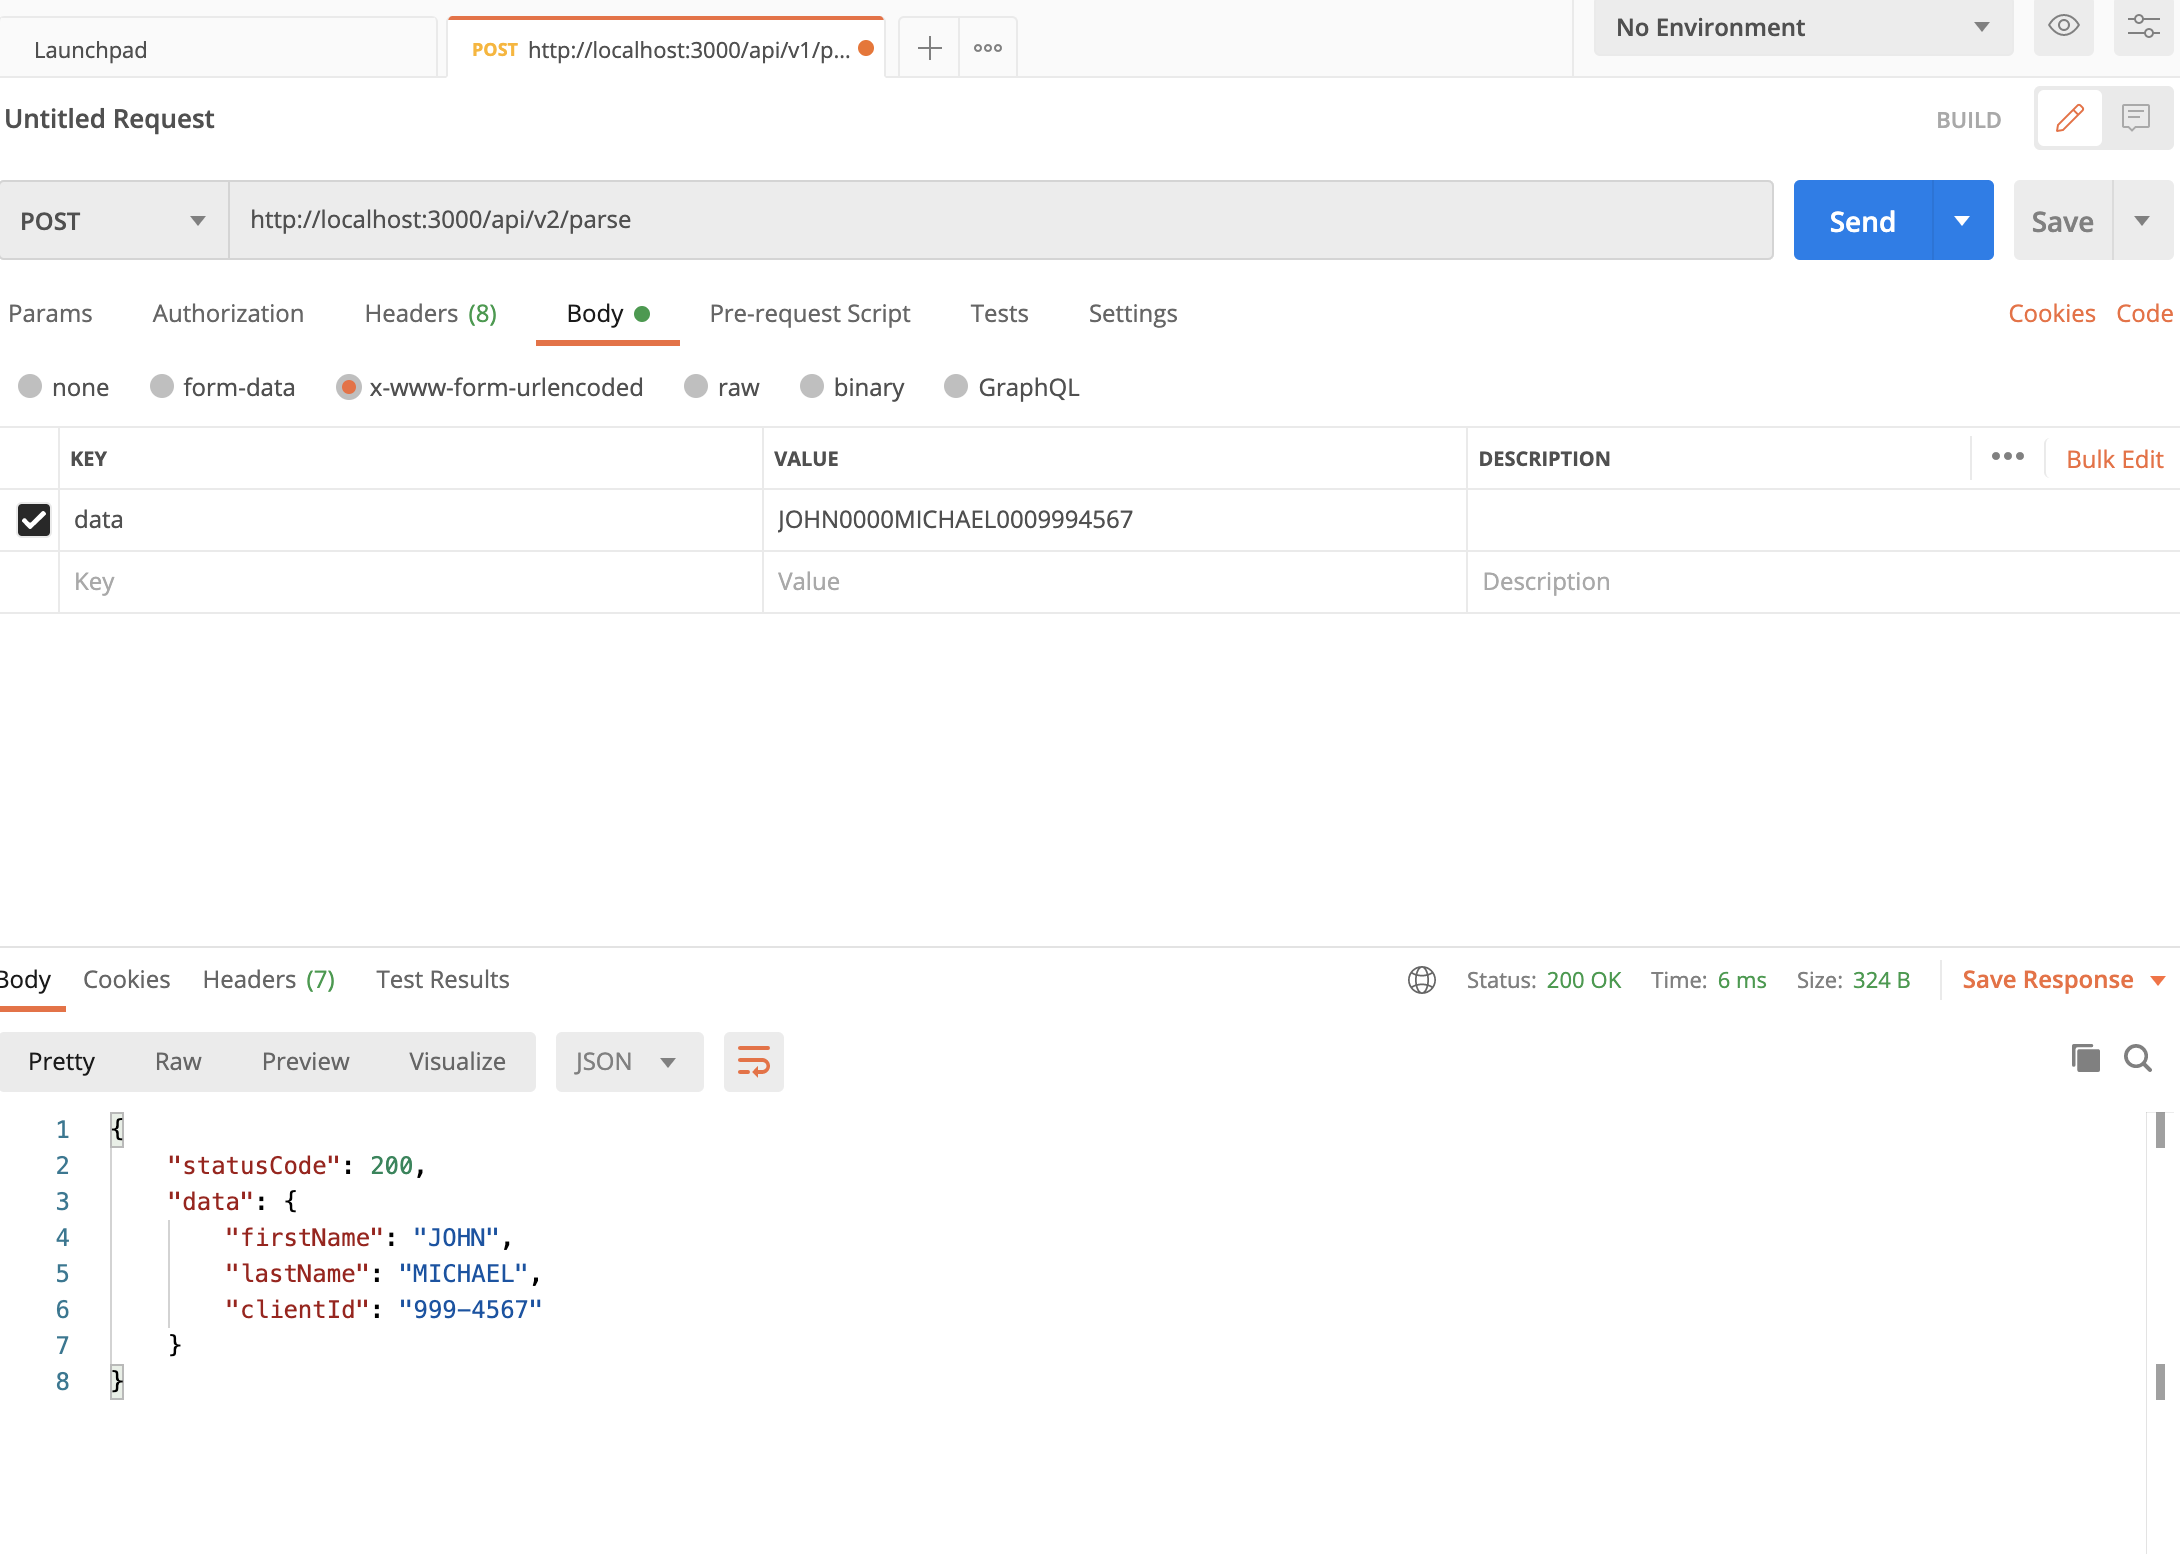 Launchpad
POST http://localhost:3000/api/v1/p...
No Environment
Untitled Request
BUILD
POST
http://localhost:3000/api/v2/parse
Send
Save
Params
Authorization
Headers (8)
Body
Pre-request Script
Tests
Settings
Cookies
Code
none
form-data
x-www-form-urlencoded
raw
binary
GraphQL
KEY
VALUE
DESCRIPTION
Bulk Edit
data
JOHN0000MICHAEL0009994567
Key
Value
Description
Body
Cookies
Headers (7)
Test Results
Status: 200 OK
Time: 6 ms
Size: 324 B
Save Response
Pretty
Raw
Preview
Visualize
JSON
1 {
2 "statusCode": 200,
3 "data": {
4 "firstName": "JOHN",
5 "lastName": "MICHAEL",
6 "clientId": "999-4567"
7 }
8 }